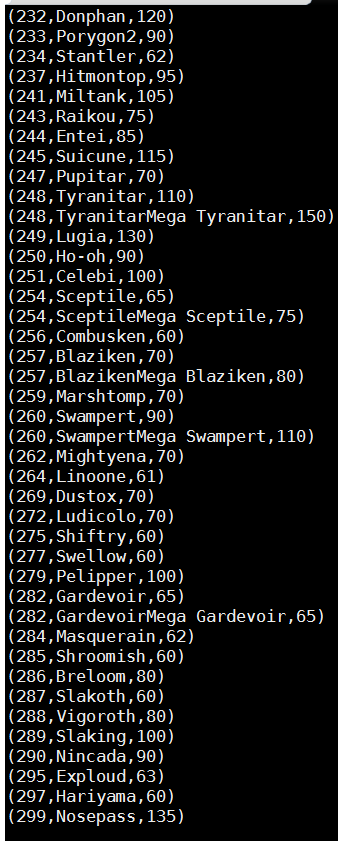 (232,Donphan,120)
(233,Porygon2,90)
(234,Stantler,62)
(237,Hitmontop,95)
(241,Miltank,105)
(243,Raikou,75)
(244,Entei,85)
(245,Suicune,115)
(247,Pupitar,70)
(248,Tyranitar,110)
(248,TyranitarMega Tyranitar,150)
(249,Lugia,130)
(250,Ho-oh,90)
(251,Celebi,100)
(254,Sceptile,65)
(254,SceptileMega Sceptile,75)
(256,Combusken,60)
(257,Blaziken,70)
(257,BlazikenMega Blaziken,80)
(259,Marshtomp,70)
(260,Swampert,90)
(260,SwampertMega Swampert,110)
(262,Mightyena,70)
(264,Linoone,61)
(269,Dustox,70)
(272,Ludicolo,70)
(275,Shiftry,60)
(277,Swellow,60)
(279,Pelipper,100)
(282,Gardevoir,65)
(282,GardevoirMega Gardevoir,65)
(284,Masquerain,62)
(285,Shroomish,60)
(286,Breloom,80)
(287,Slakoth,60)
(288,Vigoroth,80)
(289,Slaking,100)
(290,Nincada,90)
(295,Exploud,63)
(297,Hariyama,60)
(299,Nosepass,135)